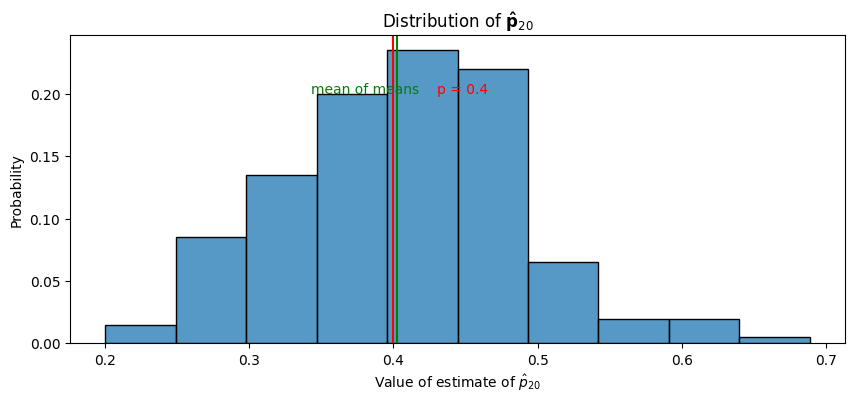 Distribution of p̂₂₀
0.20
mean of means
p = 0.4
0.15
Probability
0.10
0.05
0.00
0.2 0.3 0.4 0.5 0.6 0.7
Value of estimate of p̂₂₀